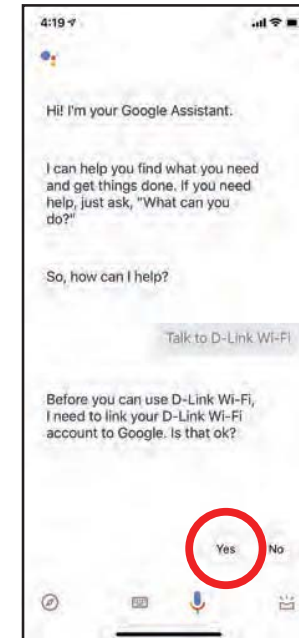 4:19
Hi! I'm your Google Assistant.
I can help you find what you need
and get things done. If you need
help, just ask, "What can you
do?"
So, how can I help?
Talk to D-Link Wi-Fi
Before you can use D-Link Wi-Fi,
I need to link your D-Link Wi-Fi
account to Google. Is that ok?
Yes No